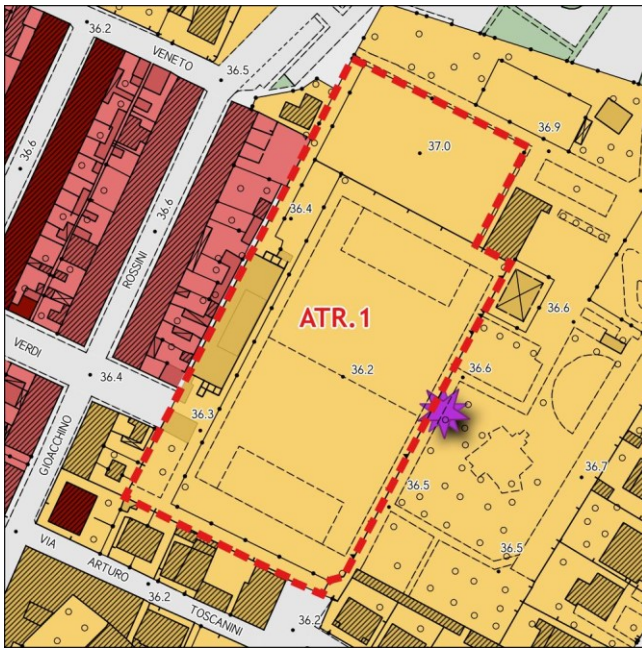 36.2
VENETO
36.5
36.9
37.0
36.6
36.6
36.4
ROSSINI
36.6
ATR.1
VERDI
36.4
36.2
36.6
36.3
GIOACCHINO
36.5
36.7
36.5
VIA
ARTURO
36.2
TOSCANINI
36.2